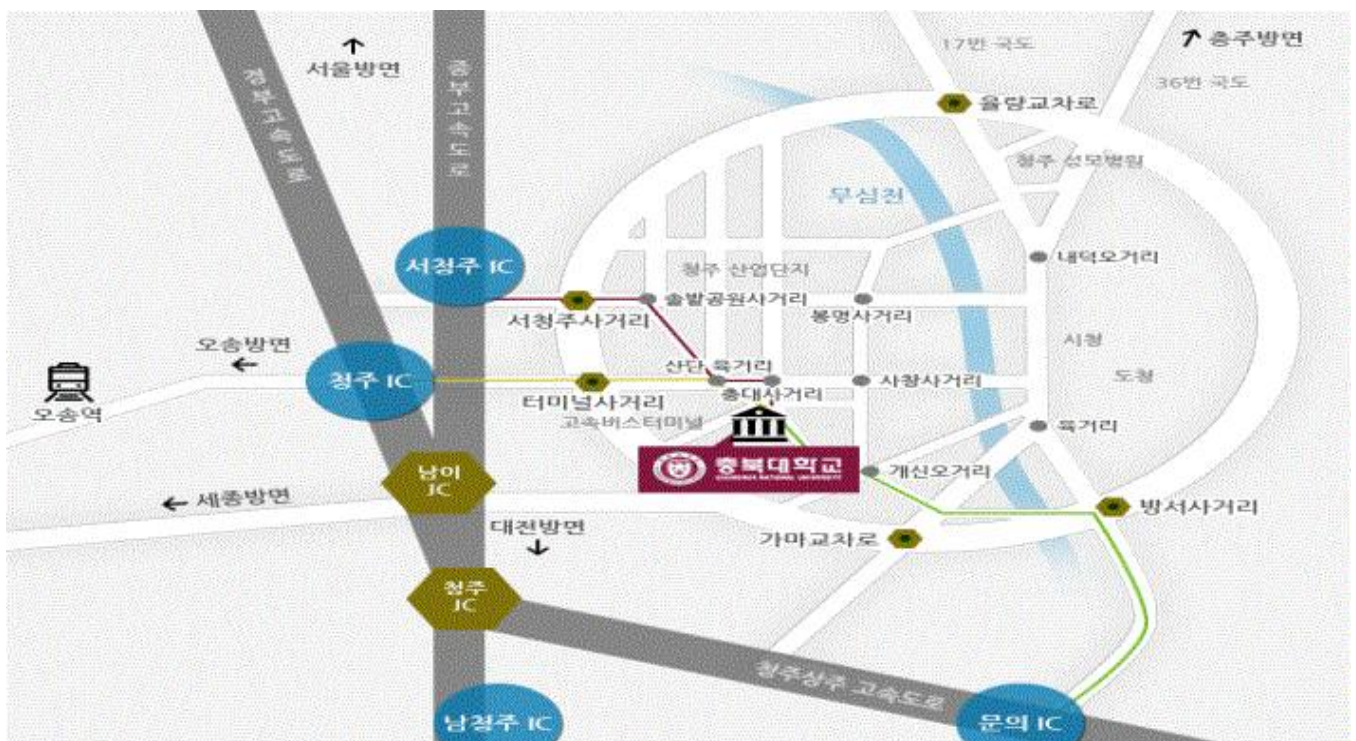 17번 국도
충주방면
서울방면
36번 국도
경부고속도로
중부고속도로
율량교차로
청주 성모병원
무심천
서청주 IC
청주 산업단지
내덕오거리
솔밭공원사거리
서청주사거리
봉명사거리
오송방면
시청
청주 IC
산단 육거리
사창사거리
도청
오송역
터미널사거리
충대사거리
고속버스터미널
육거리
충북대학교
CHUNGBUK NATIONAL UNIVERSITY
개신오거리
남이
JC
세종방면
대전방면
방서사거리
가마교차로
청주
JC
청주상주 고속도로
남청주 IC
문의 IC